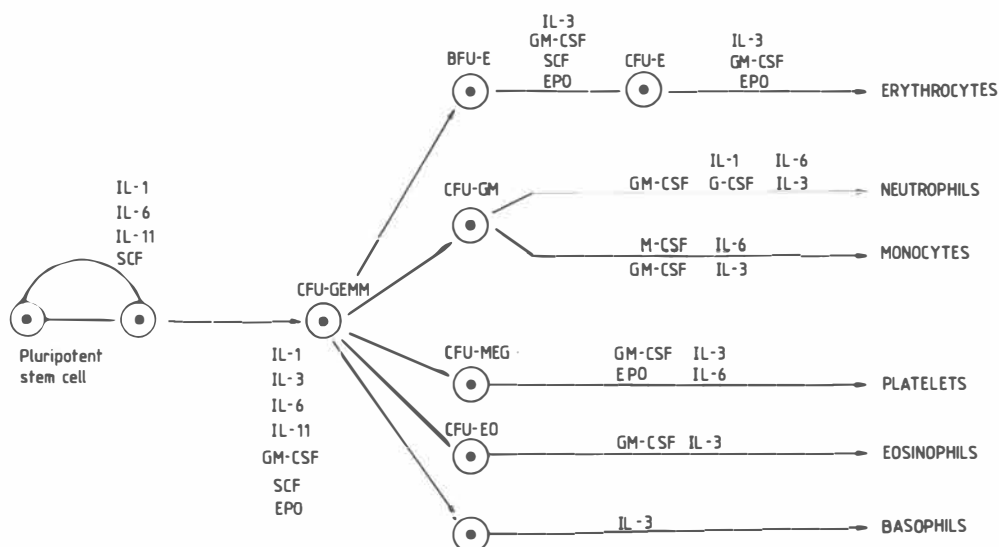 IL-3
GM-CSF
SCF
EPO
BFU-E
CFU-E
IL-3
GM-CSF
EPO
ERYTHROCYTES
IL-1 IL-6
GM-CSF G-CSF IL-3
CFU-GM
NEUTROPHILS
M-CSF IL-6
GM-CSF IL-3
MONOCYTES
IL-1
IL-6
IL-11
SCF
Pluripotent
stem cell
CFU-GEMM
IL-1
IL-3
IL-6
IL-11
GM-CSF
SCF
EPO
CFU-MEG
GM-CSF IL-3
EPO IL-6
PLATELETS
CFU-EO
GM-CSF IL-3
EOSINOPHILS
IL-3
BASOPHILS